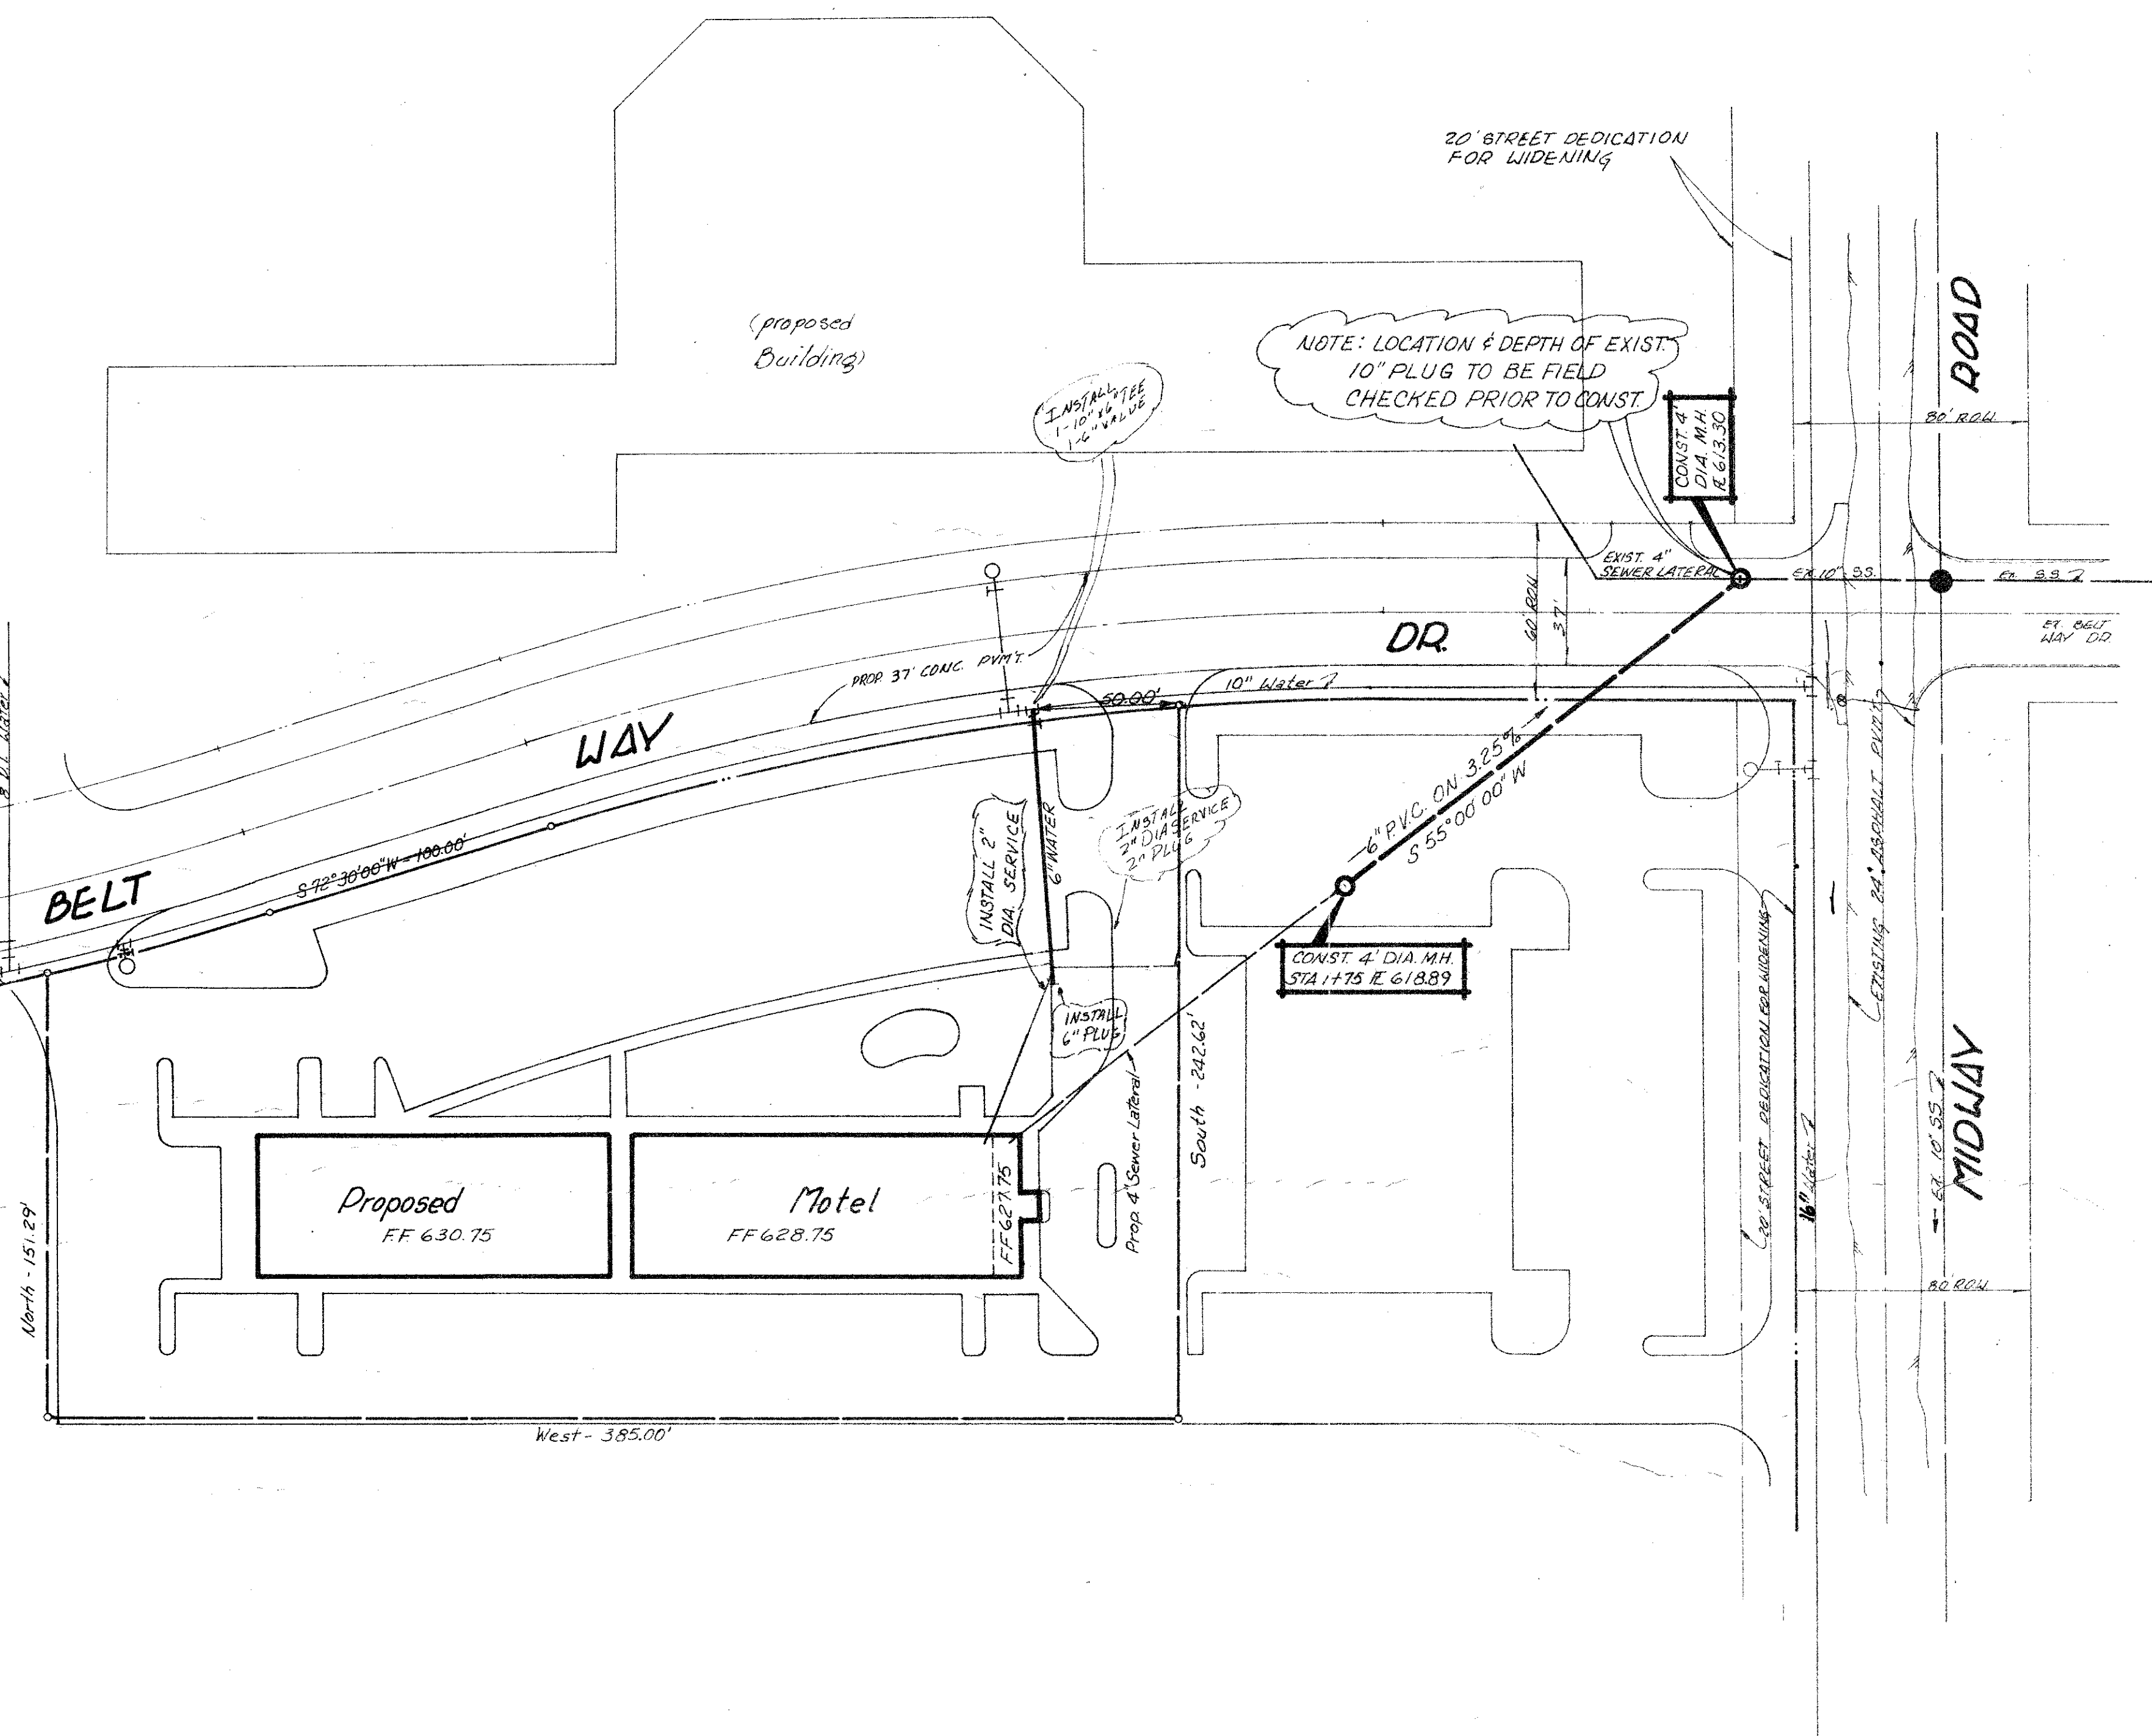 20' STREET DEDICATION
FOR WIDENING
ROAD
(proposed
Building)
NOTE: LOCATION & DEPTH OF EXIST.
10" PLUG TO BE FIELD
CHECKED PRIOR TO CONST.
INSTALL
1-10"x6" TEE
1-6" VALVE
CONST. 4'
DIA. M.H.
FL 613.30
80' R.O.W.
EXIST. 4"
SEWER LATERAL
EX. 10" S.S.
EX. S.S.
EX. BELT
WAY DR.
60' ROW
37'
DR.
PROP. 37' CONC. PVM'T.
50.00'
10" Water
WAY
BELT
S 72°30'00"W - 100.00'
8" Water
6" P.V.C. ON 3.25%
S 55°00'00" W
INSTALL 2"
DIA. SERVICE
6" WATER
INSTALL
2" DIA SERVICE
2" PLUG
CONST. 4' DIA. M.H.
STA 1+75 FL 618.89
INSTALL
6" PLUG
EXISTING 24' ASPHALT PVM'T.
20' STREET DEDICATION FOR WIDENING
16" Water
EX. 10" SS
MIDWAY
80' ROW
South - 242.62'
Prop. 4" Sewer Lateral
North - 151.29'
Proposed
F.F. 630.75
Motel
FF 628.75
FF 627.75
West - 385.00'